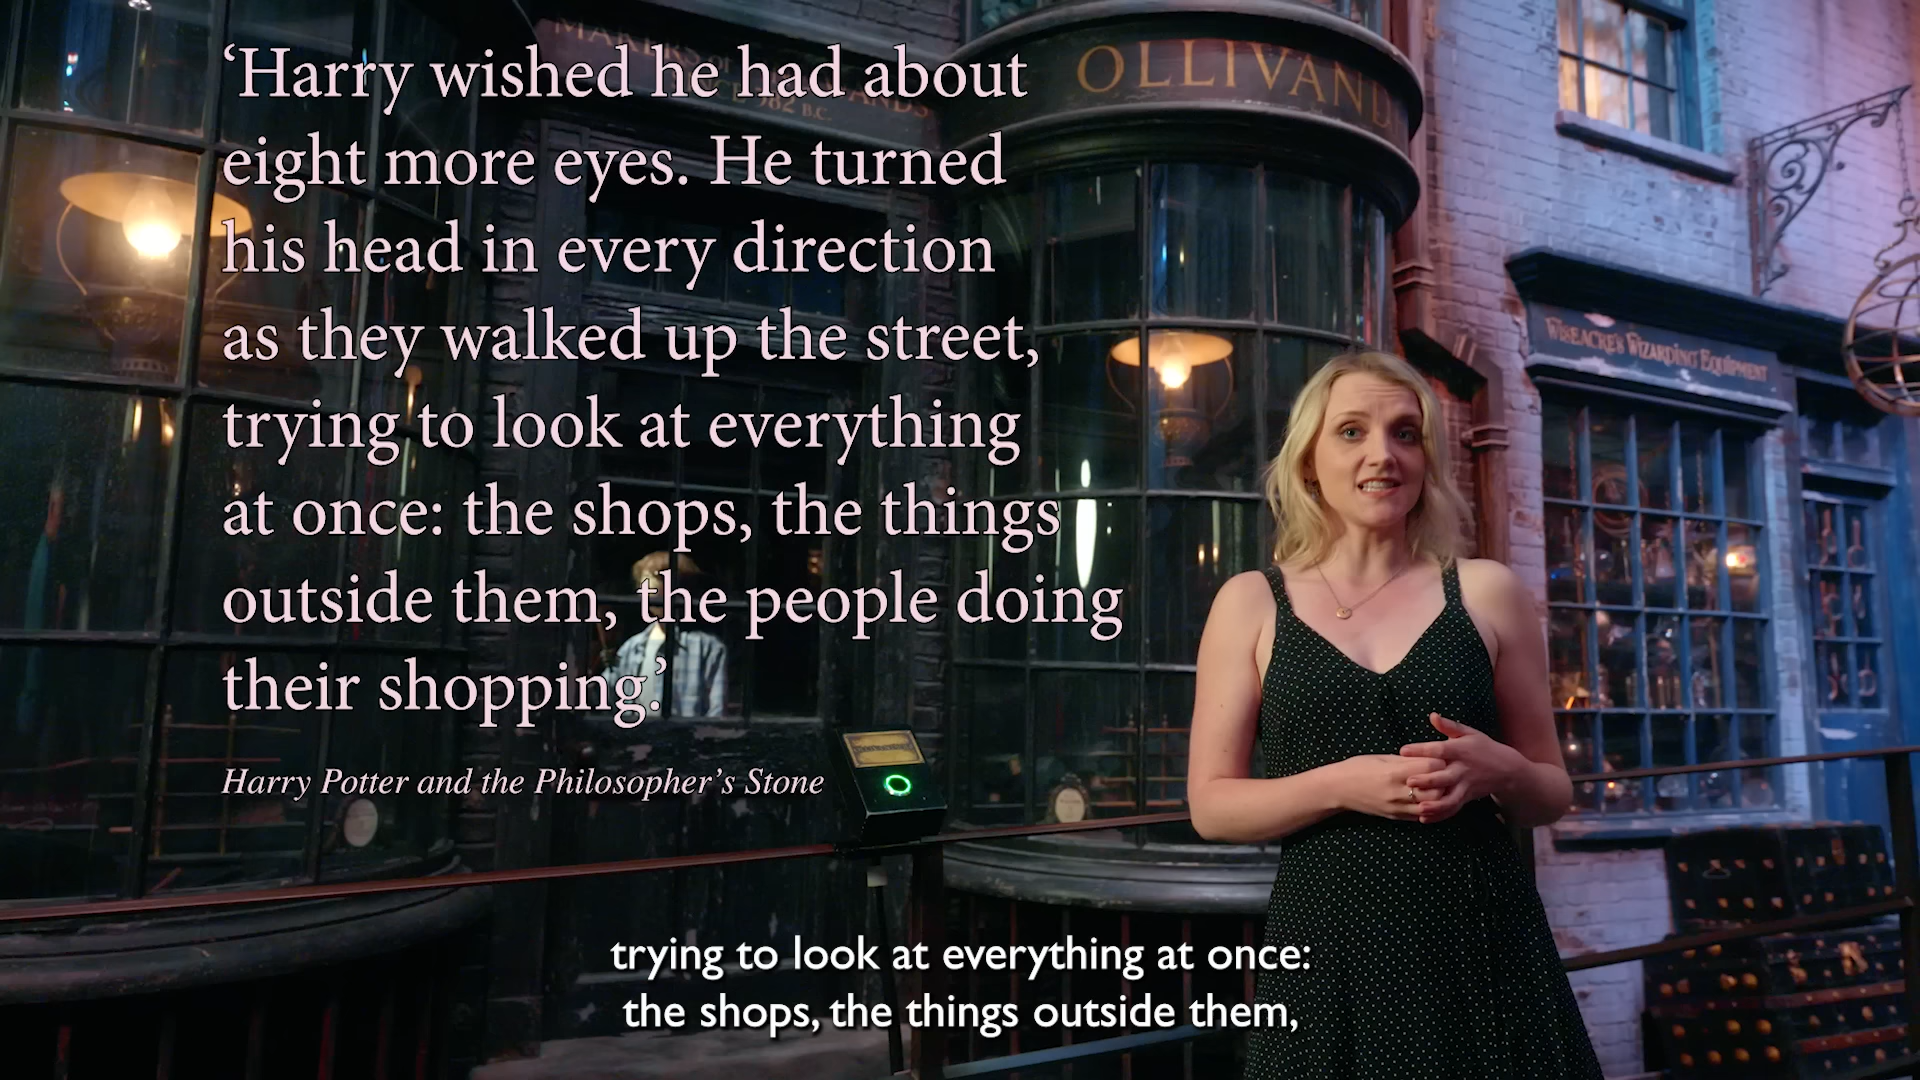 MAKERS OF
B.C.
OLLIVAND
‘Harry wished he had about
eight more eyes. He turned
his head in every direction
as they walked up the street,
trying to look at everything
at once: the shops, the things
outside them, the people doing
their shopping.’
Harry Potter and the Philosopher’s Stone
WISEACRE'S WIZARDING EQUIPMENT
trying to look at everything at once:
the shops, the things outside them,